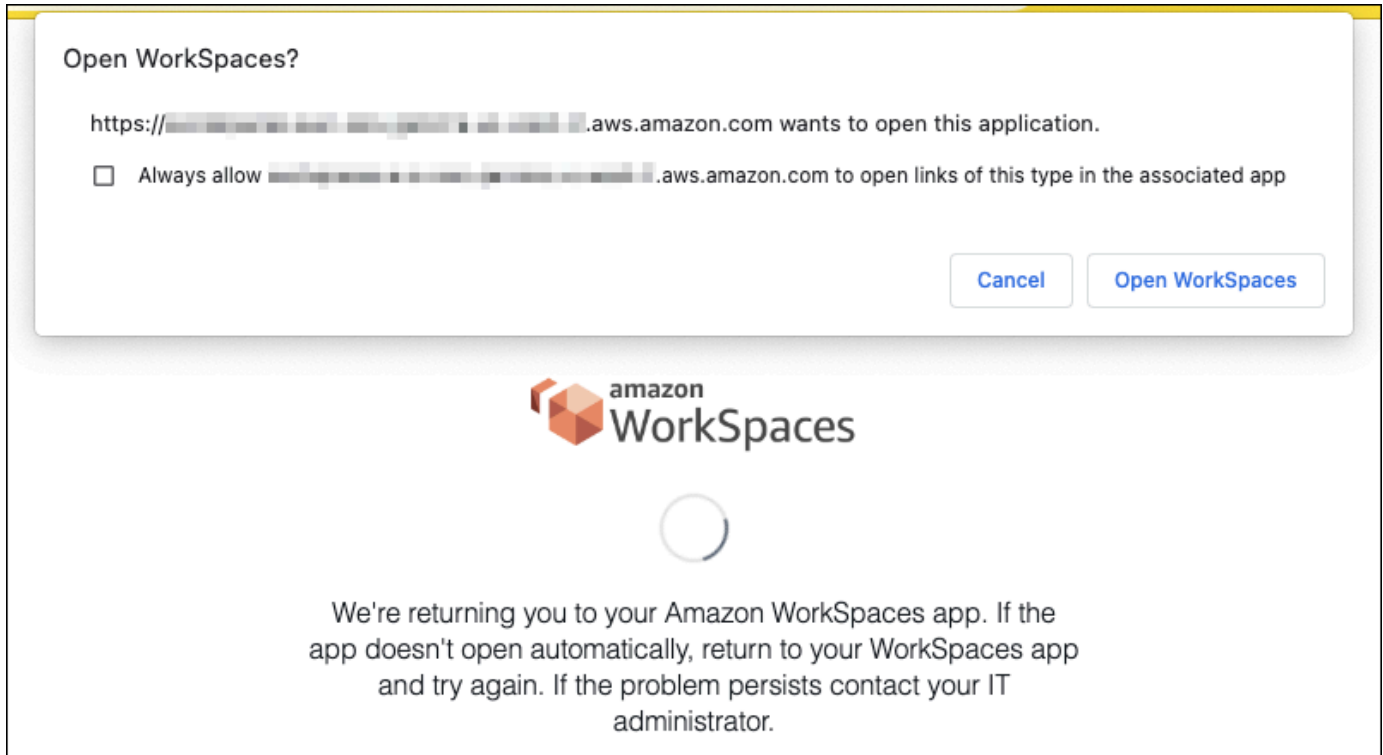 Open WorkSpaces?
https:// .aws.amazon.com wants to open this application.
Always allow .aws.amazon.com to open links of this type in the associated app
Cancel
Open WorkSpaces
amazon
WorkSpaces
We're returning you to your Amazon WorkSpaces app. If the
app doesn't open automatically, return to your WorkSpaces app
and try again. If the problem persists contact your IT
administrator.